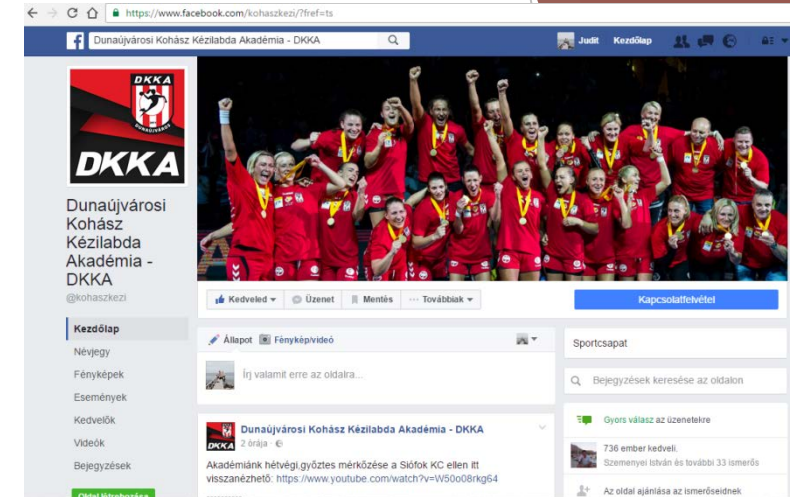 https://www.facebook.com/kohaszkezi/?fref=ts
Dunaújvárosi Kohász Kézilabda Akadémia - DKKA
Judit Kezdőlap
DKKA
DUNAÚJVÁROS
DKKA
Dunaújvárosi
Kohász
Kézilabda
Akadémia -
DKKA
@kohaszkezi
Kezdőlap
Névjegy
Fényképek
Események
Kedvelők
Videók
Bejegyzések
Oldal létrehozása
Kedveled Üzenet Mentés ··· Továbbiak
Kapcsolatfelvétel
Állapot Fénykép/videó
Írj valamit erre az oldalra...
Dunaújvárosi Kohász Kézilabda Akadémia - DKKA
2 órája ·
Akadémiánk hétvégi,győztes mérkőzése a Siófok KC ellen itt
visszanézhető: https://www.youtube.com/watch?v=W50o08rkg64
Sportcsapat
Bejegyzések keresése az oldalon
Gyors válasz az üzenetekre
736 ember kedveli.
Szemenyei István és további 33 ismerős
Az oldal ajánlása az ismerőseidnek